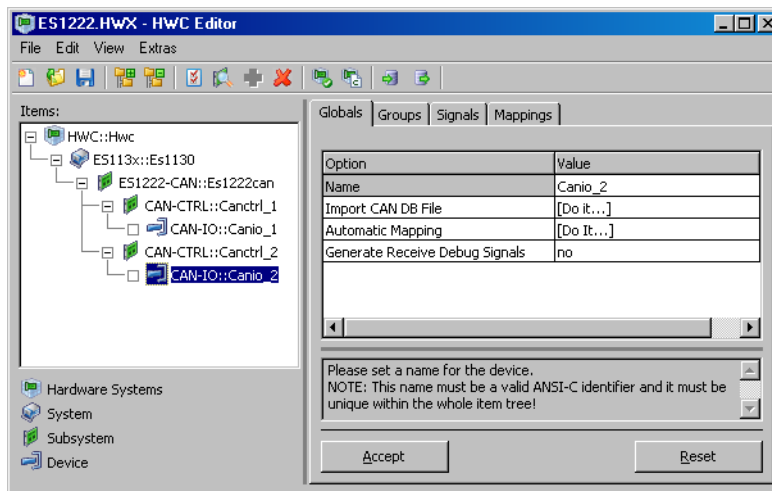 ES1222.HWX - HWC Editor
File Edit View Extras
Items:
HWC::Hwc
ES113x::Es1130
ES1222-CAN::Es1222can
CAN-CTRL::Canctrl_1
CAN-IO::Canio_1
CAN-CTRL::Canctrl_2
CAN-IO::Canio_2
Hardware Systems
System
Subsystem
Device
Globals Groups Signals Mappings
Option Value
Name Canio_2
Import CAN DB File [Do it...]
Automatic Mapping [Do It...]
Generate Receive Debug Signals no
Please set a name for the device.
NOTE: This name must be a valid ANSI-C identifier and it must be
unique within the whole item tree!
Accept Reset